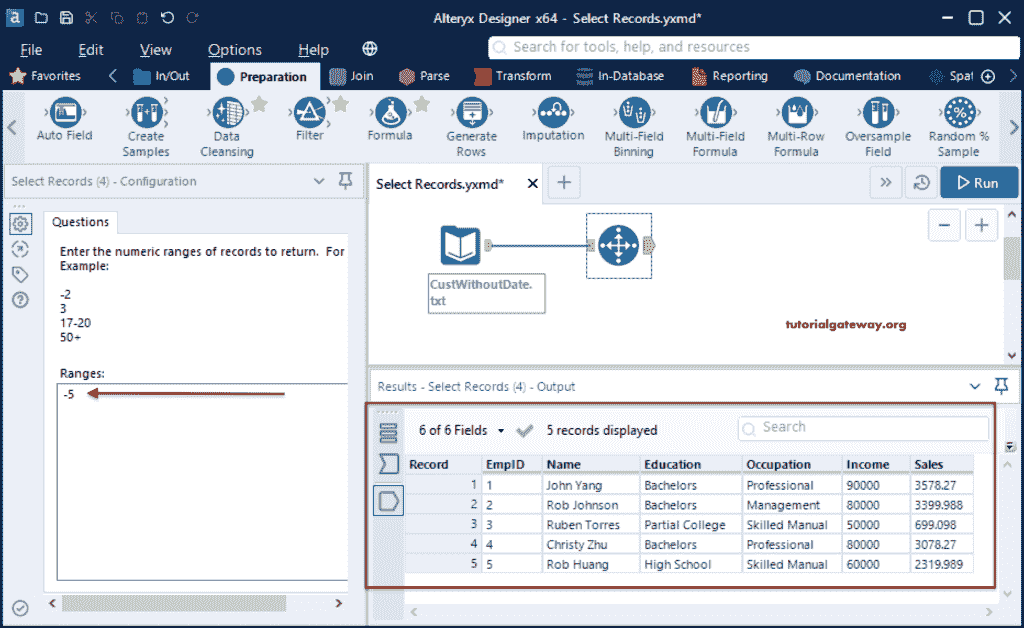 a
Alteryx Designer x64 - Select Records.yxmd*
File Edit View Options Help
Search for tools, help, and resources
Favorites In/Out Preparation Join Parse Transform In-Database Reporting Documentation Spat
Auto Field
Create
Samples
Data
Cleansing
Filter
Formula
Generate
Rows
Imputation
Multi-Field
Binning
Multi-Field
Formula
Multi-Row
Formula
Oversample
Field
Random %
Sample
Select Records (4) - Configuration
Questions
Enter the numeric ranges of records to return. For
Example:
-2
3
17-20
50+
Ranges:
-5
Select Records.yxmd*
Run
CustWithoutDate.
txt
tutorialgateway.org
Results - Select Records (4) - Output
6 of 6 Fields 5 records displayed Search
Record EmpID Name Education Occupation Income Sales
1 1 John Yang Bachelors Professional 90000 3578.27
2 2 Rob Johnson Bachelors Management 80000 3399.988
3 3 Ruben Torres Partial College Skilled Manual 50000 699.098
4 4 Christy Zhu Bachelors Professional 80000 3078.27
5 5 Rob Huang High School Skilled Manual 60000 2319.989